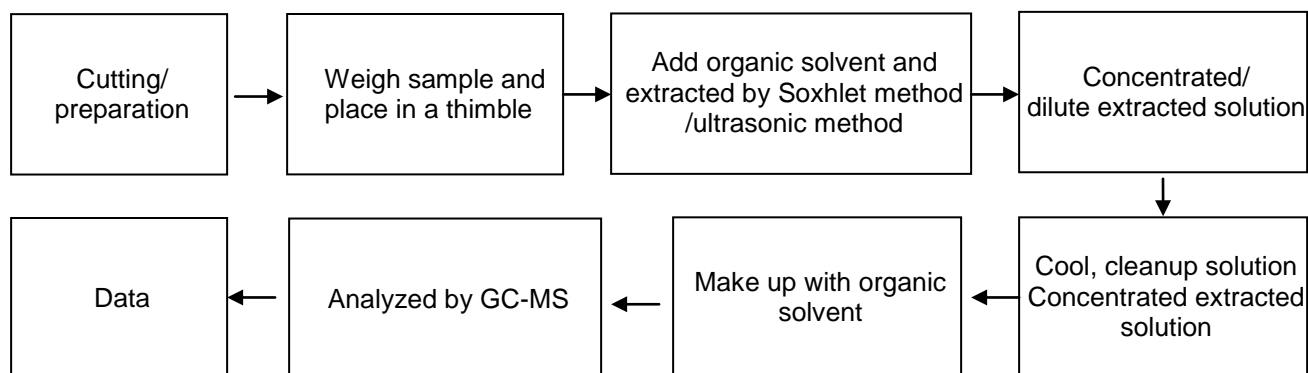 Cutting/
preparation
Weigh sample and
place in a thimble
Add organic solvent and
extracted by Soxhlet method
/ultrasonic method
Concentrated/
dilute extracted solution
Cool, cleanup solution
Concentrated extracted
solution
Make up with organic
solvent
Analyzed by GC-MS
Data